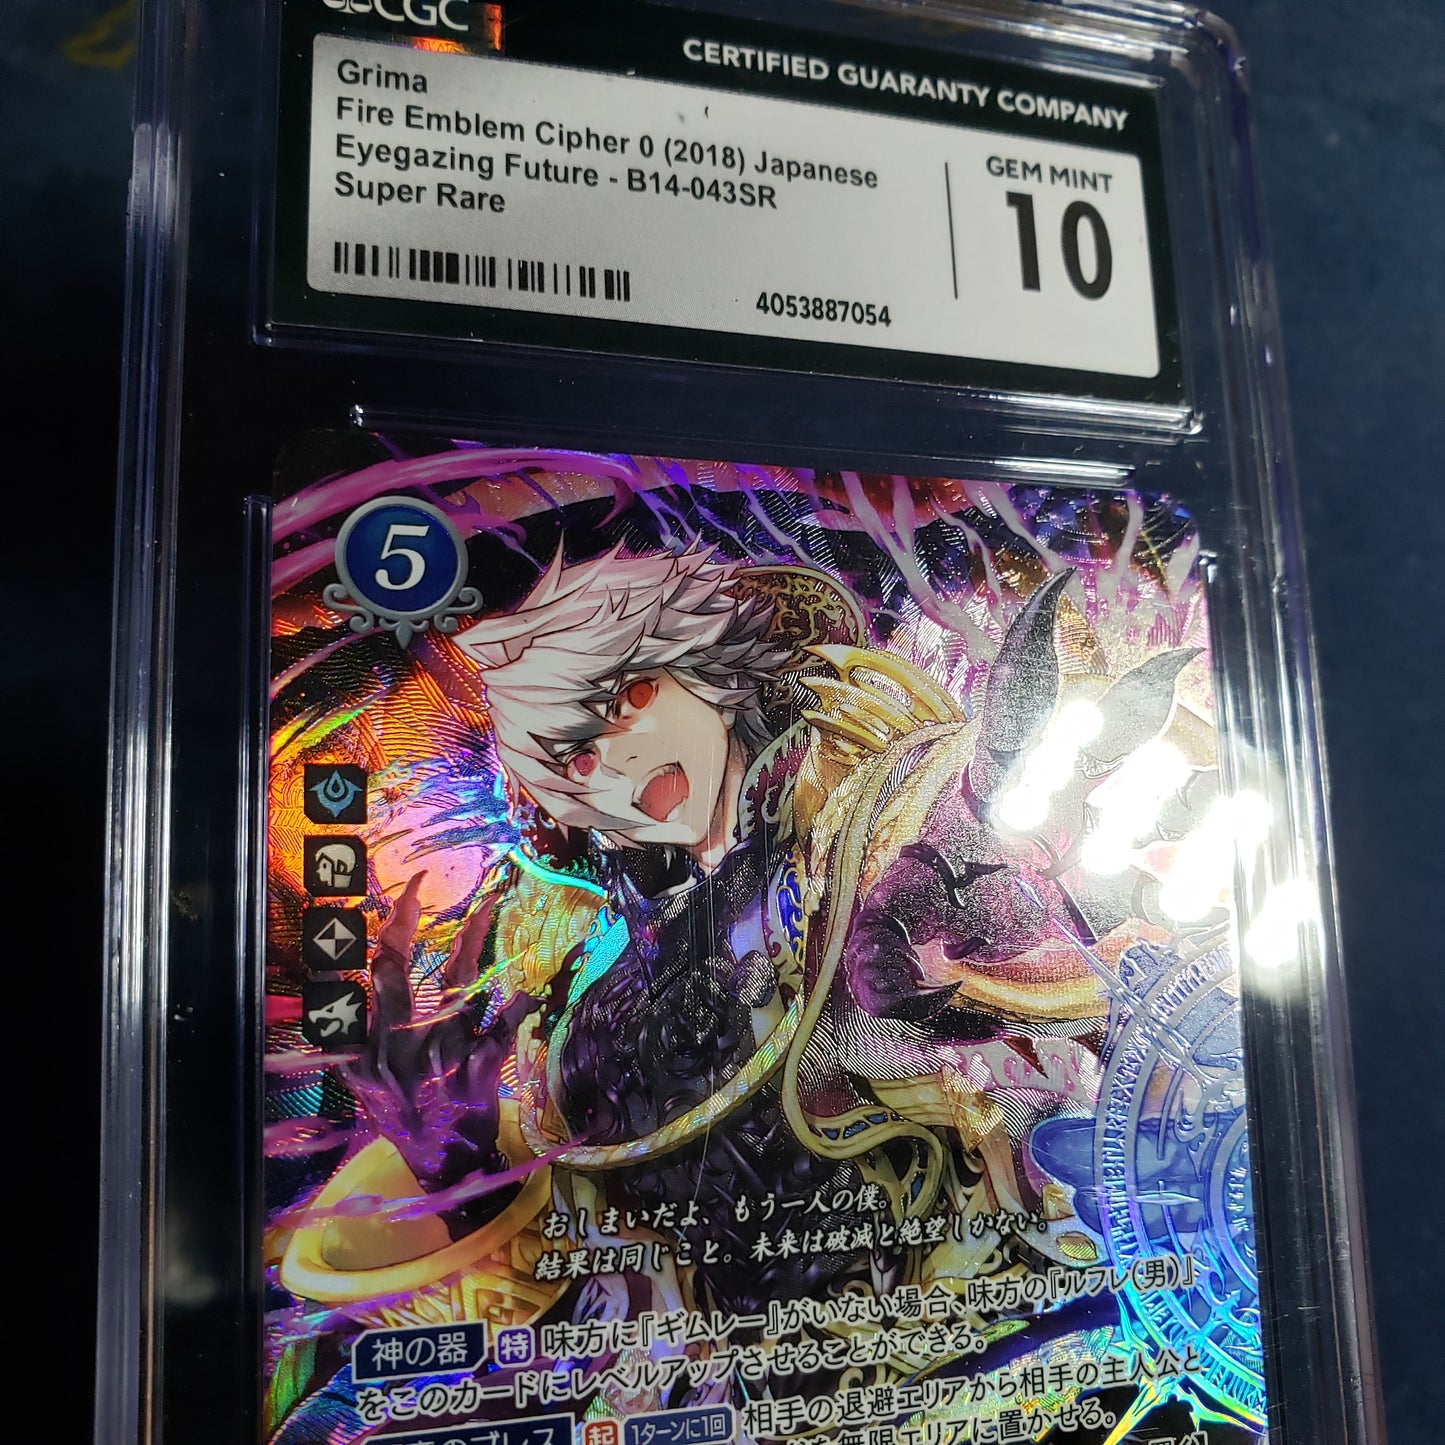 CGC
CERTIFIED GUARANTY COMPANY
Grima
Fire Emblem Cipher 0 (2018) Japanese
Eyegazing Future - B14-043SR
Super Rare
GEM MINT
10
4053887054
5
おしまいだよ、もう一人の僕。
結果は同じこと。未来は破滅と絶望しかない。
神の器 特 味方に『ギムレー』がいない場合、味方の『ルフレ(男)』
をこのカードにレベルアップさせることができる。
のブレス 起 1ターンに1回 相手の退避エリアから相手の主人公と
を無限エリアに置かせる。